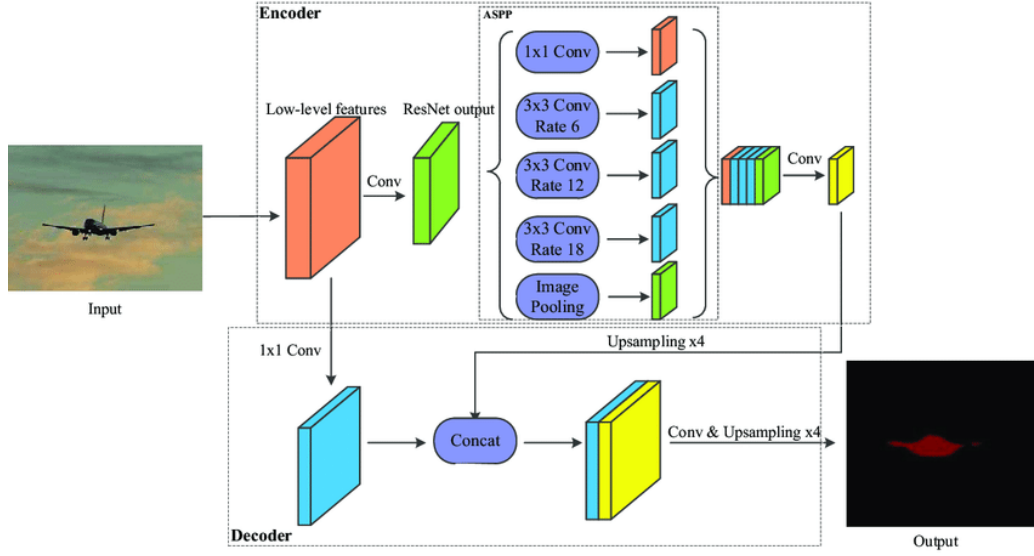 Encoder
ASPP
1x1 Conv
Low-level features
ResNet output
3x3 Conv
Rate 6
Conv
3x3 Conv
Rate 12
Conv
3x3 Conv
Rate 18
Image
Pooling
Input
1x1 Conv
Upsampling x4
Concat
Conv & Upsampling x4
Decoder
Output